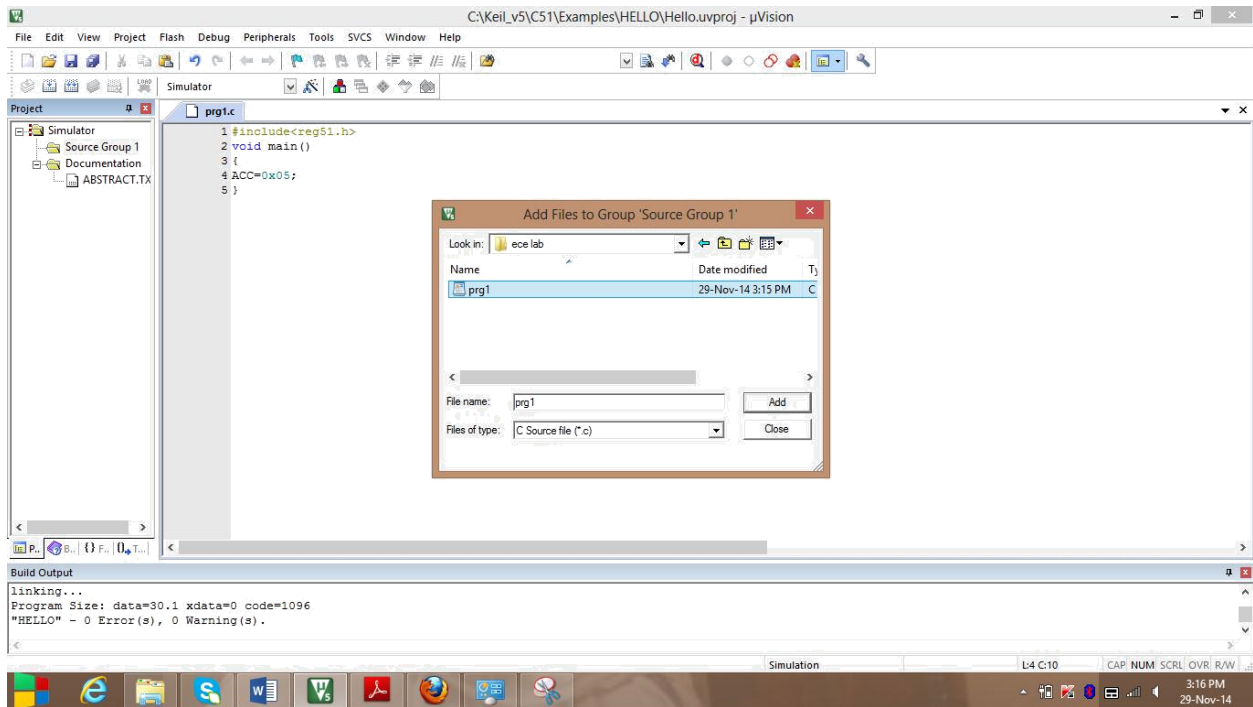 C:\Keil_v5\C51\Examples\HELLO\Hello.uvproj - µVision
File Edit View Project Flash Debug Peripherals Tools SVCS Window Help
Simulator
Project
prg1.c
Simulator
Source Group 1
Documentation
ABSTRACT.TX
1 #include<reg51.h>
2 void main()
3 {
4 ACC=0x05;
5 }
Add Files to Group 'Source Group 1'
Look in: ece lab
Name Date modified Ty
prg1 29-Nov-14 3:15 PM C
File name: prg1 Add
Files of type: C Source file (*.c) Close
P... B... {} F... 0 T...
Build Output
linking...
Program Size: data=30.1 xdata=0 code=1096
"HELLO" - 0 Error(s), 0 Warning(s).
Simulation L:4 C:10 CAP NUM SCRL OVR R/W
3:16 PM
29-Nov-14